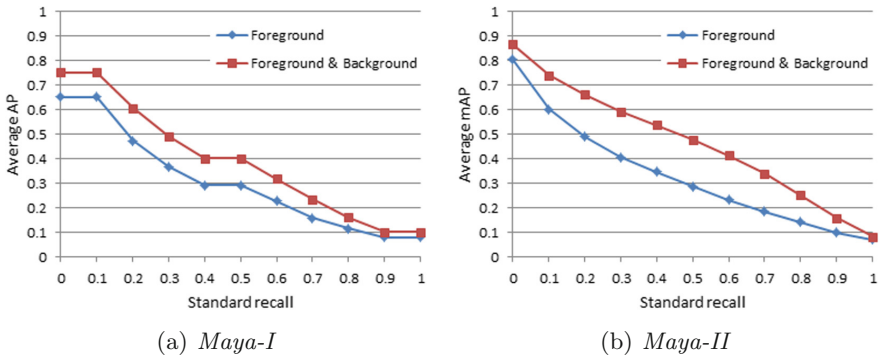 1
0.9
0.8
0.7
0.6
0.5
0.4
0.3
0.2
0.1
0
Average AP
Foreground
Foreground & Background
0 0.1 0.2 0.3 0.4 0.5 0.6 0.7 0.8 0.9 1
Standard recall
(a) Maya-I
1
0.9
0.8
0.7
0.6
0.5
0.4
0.3
0.2
0.1
0
Average mAP
Foreground
Foreground & Background
0 0.1 0.2 0.3 0.4 0.5 0.6 0.7 0.8 0.9 1
Standard recall
(b) Maya-II